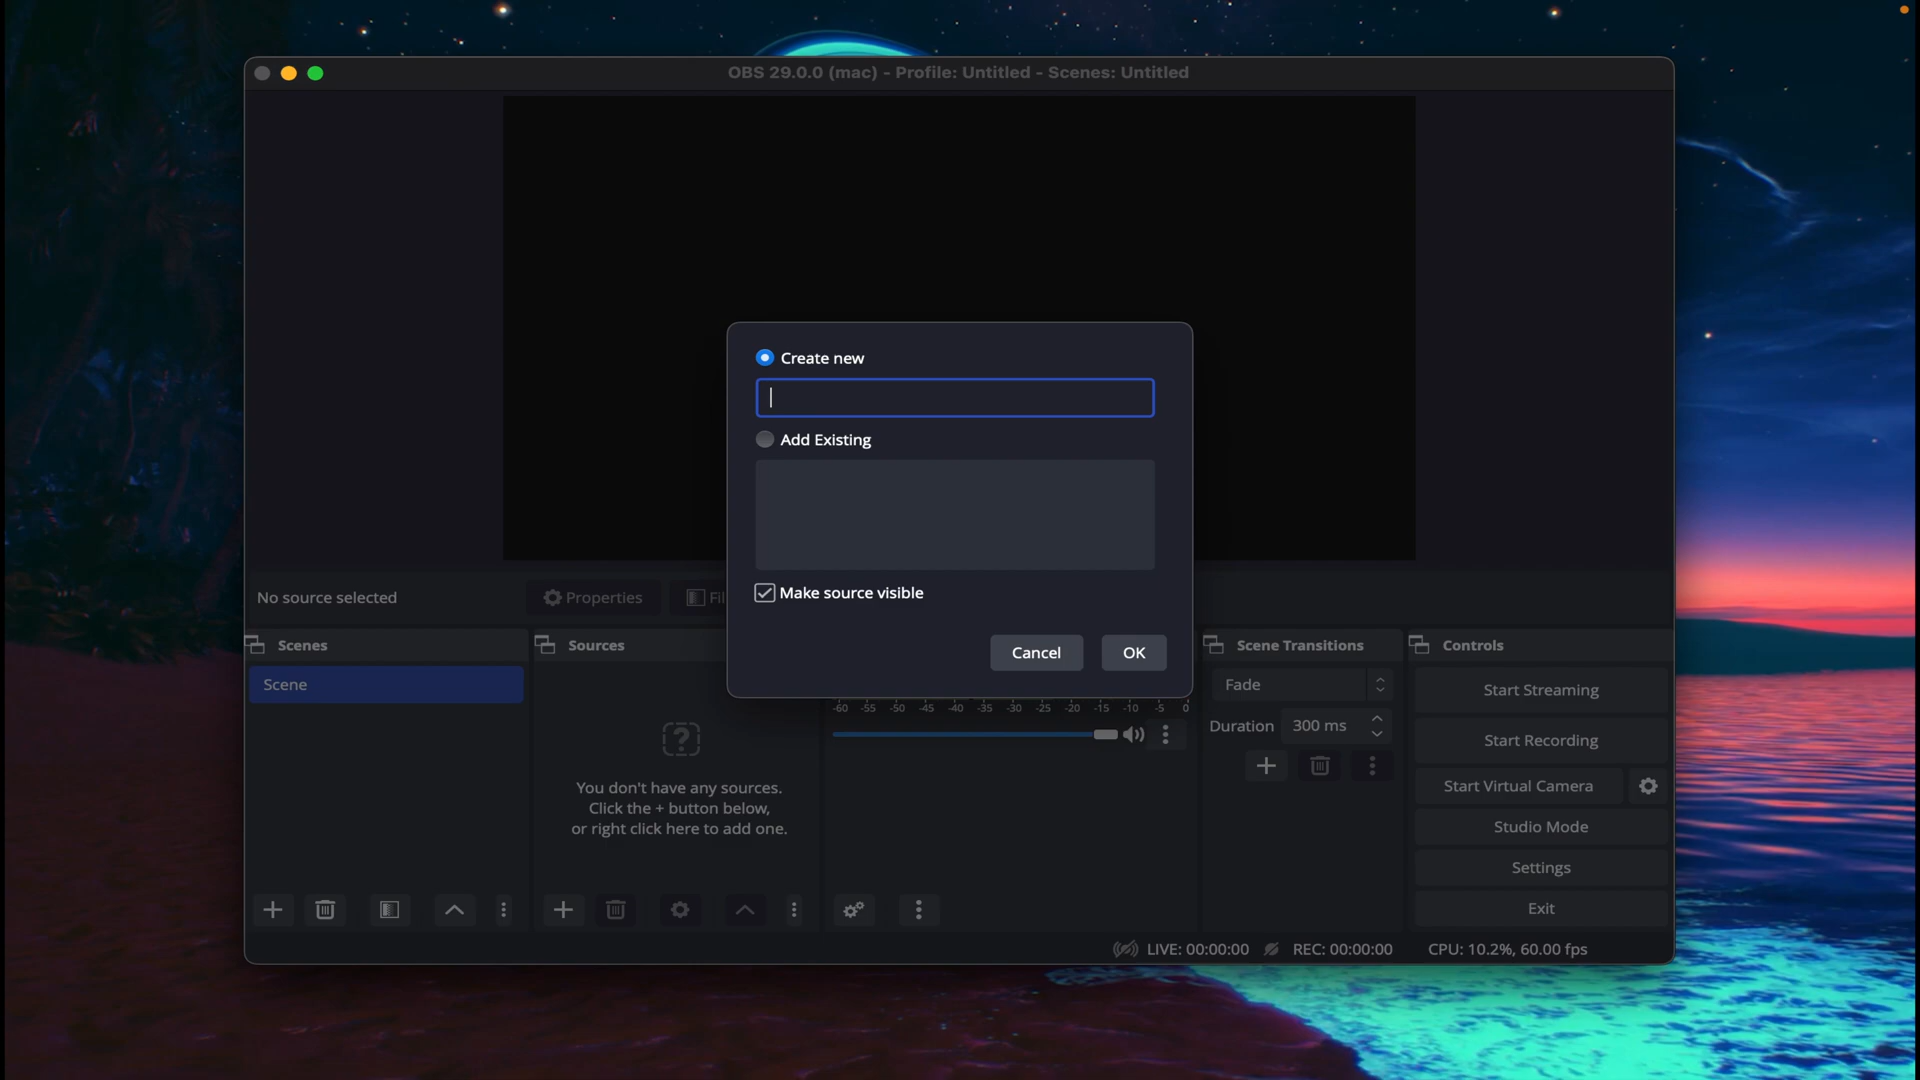 OBS 29.0.0 (mac) - Profile: Untitled - Scenes: Untitled
Create new
Add Existing
Make source visible
Cancel
OK
No source selected
Properties
Fil
Scenes
Scene
Sources
You don't have any sources.
Click the + button below,
or right click here to add one.
-60 -55 -50 -45 -40 -35 -30 -25 -20 -15 -10 -5 0
Scene Transitions
Fade
Duration 300 ms
Controls
Start Streaming
Start Recording
Start Virtual Camera
Studio Mode
Settings
Exit
LIVE: 00:00:00 REC: 00:00:00 CPU: 10.2%, 60.00 fps